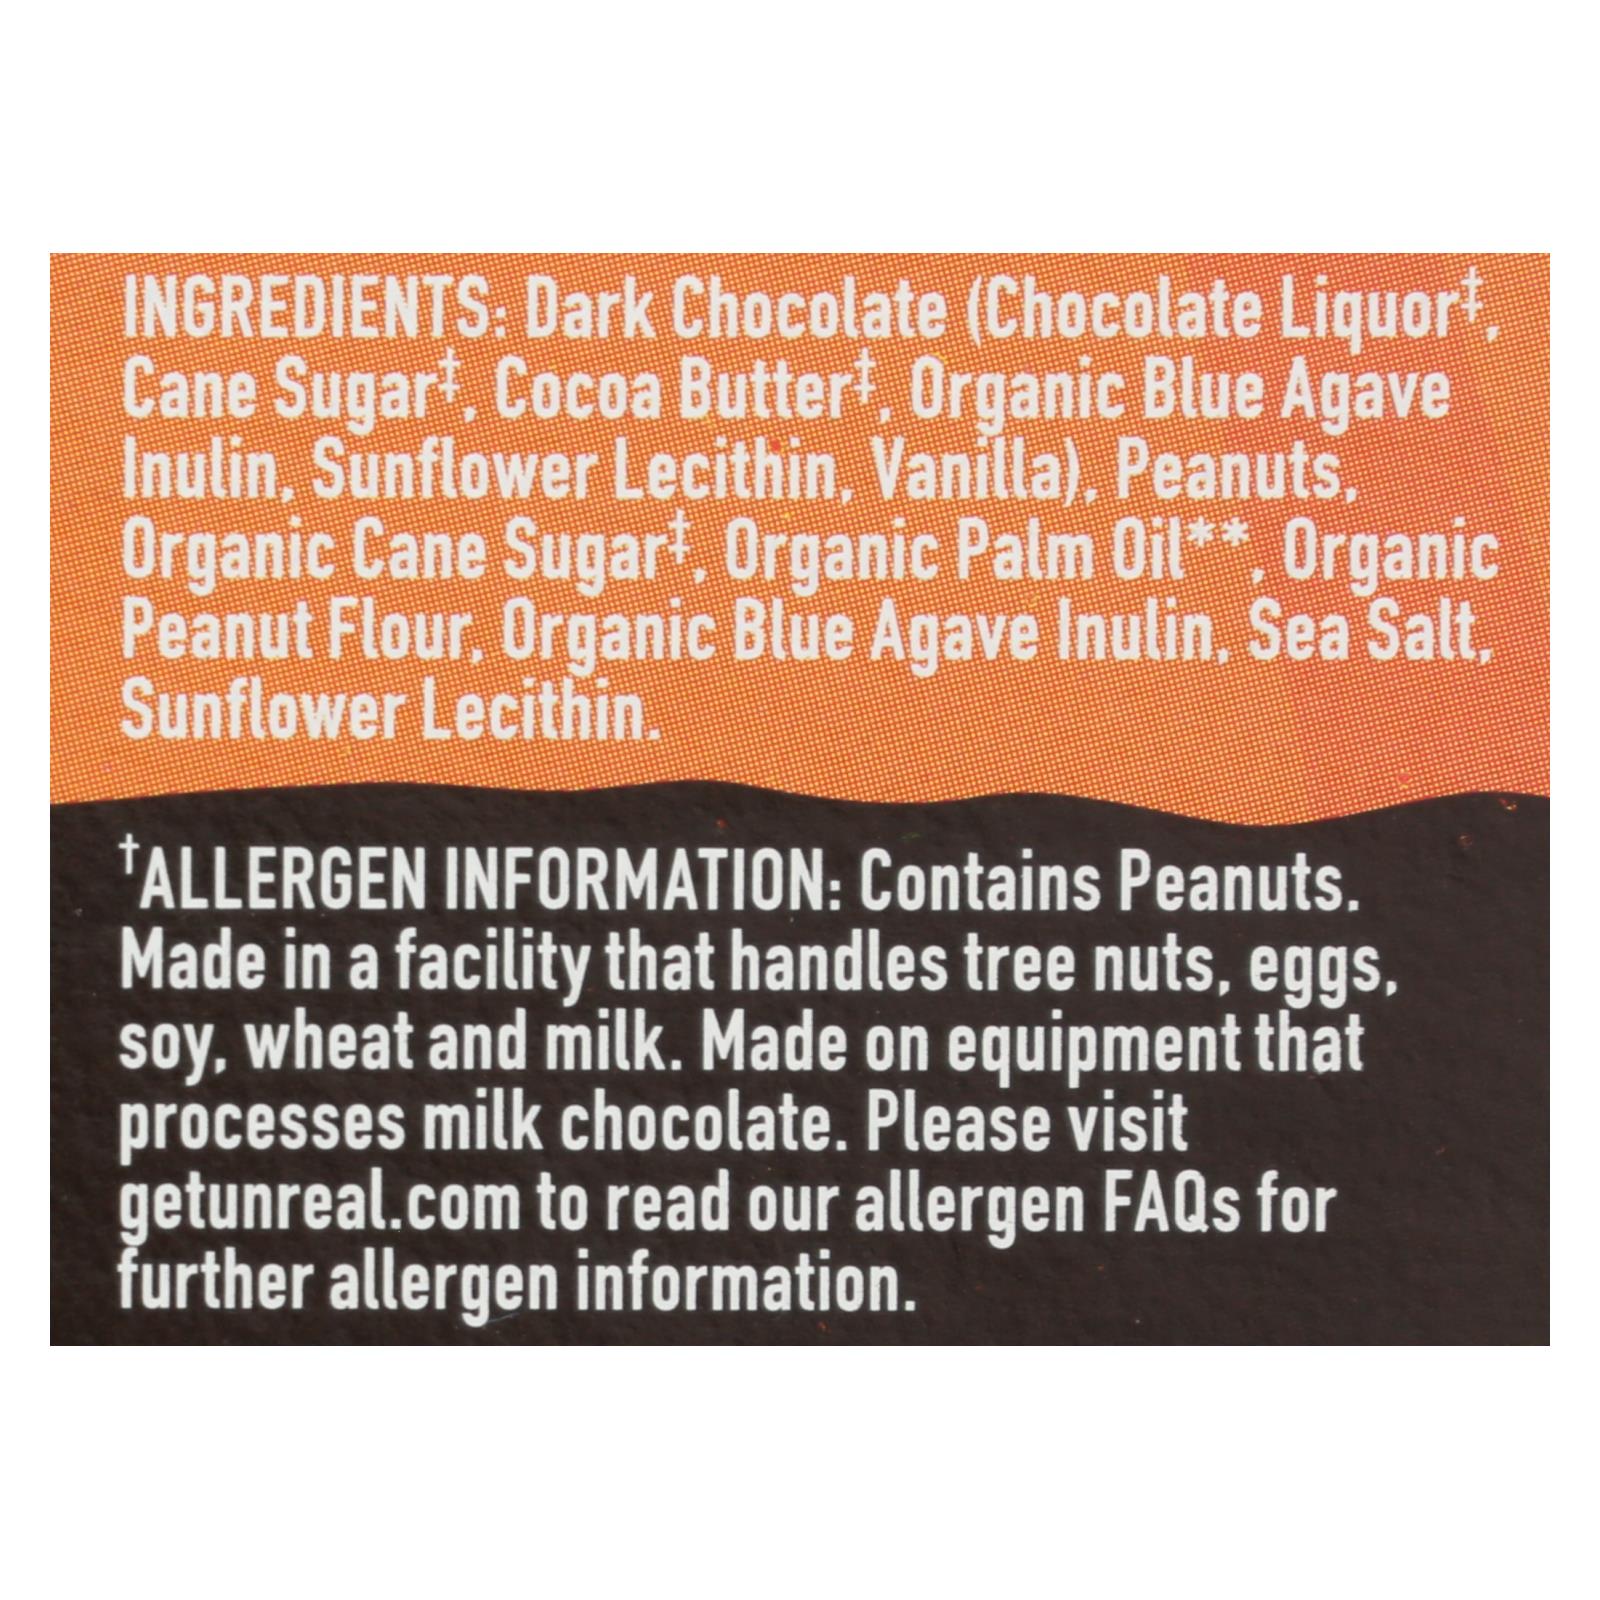 INGREDIENTS: Dark Chocolate (Chocolate Liquor‡,
Cane Sugar‡, Cocoa Butter‡, Organic Blue Agave
Inulin, Sunflower Lecithin, Vanilla), Peanuts,
Organic Cane Sugar‡, Organic Palm Oil**, Organic
Peanut Flour, Organic Blue Agave Inulin, Sea Salt,
Sunflower Lecithin.
†ALLERGEN INFORMATION: Contains Peanuts.
Made in a facility that handles tree nuts, eggs,
soy, wheat and milk. Made on equipment that
processes milk chocolate. Please visit
getunreal.com to read our allergen FAQs for
further allergen information.